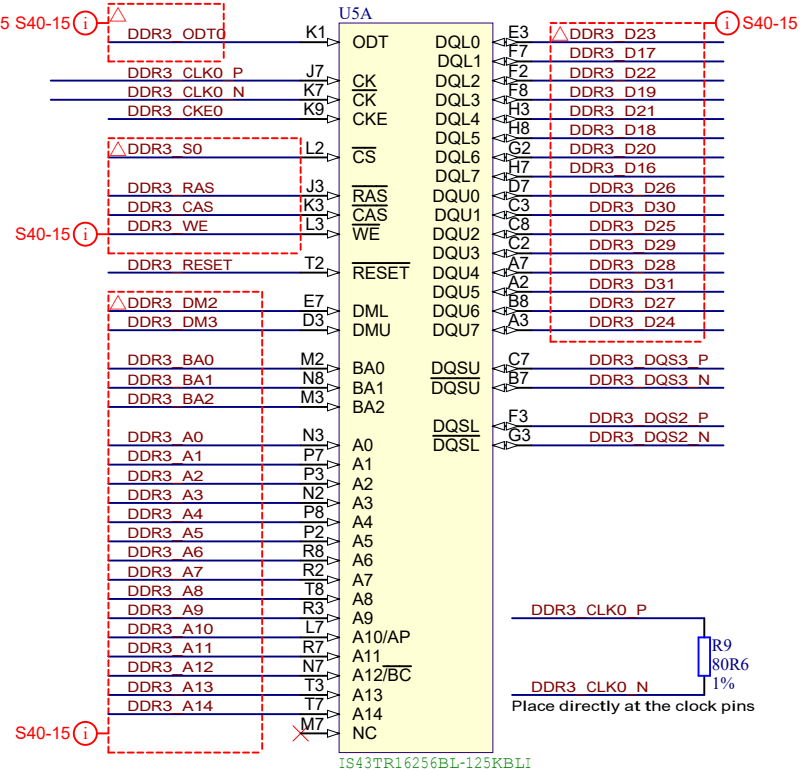 5 S40-15 i
U5A
i S40-15
DDR3_ODT0 K1 ODT
DQL0 E3 DDR3_D23
DQL1 F7 DDR3_D17
DDR3_CLK0_P J7 CK
DQL2 F2 DDR3_D22
DDR3_CLK0_N K7 CK
DQL3 F8 DDR3_D19
DDR3_CKE0 K9 CKE
DQL4 H3 DDR3_D21
DQL5 H8 DDR3_D18
DDR3_S0 L2 CS
DQL6 G2 DDR3_D20
DQL7 H7 DDR3_D16
DDR3_RAS J3 RAS
DQU0 D7 DDR3_D26
DDR3_CAS K3 CAS
DQU1 C3 DDR3_D30
S40-15 i
DDR3_WE L3 WE
DQU2 C8 DDR3_D25
DQU3 C2 DDR3_D29
DDR3_RESET T2 RESET
DQU4 A7 DDR3_D28
DQU5 A2 DDR3_D31
DDR3_DM2 E7 DML
DQU6 B8 DDR3_D27
DDR3_DM3 D3 DMU
DQU7 A3 DDR3_D24
DDR3_BA0 M2 BA0
DQSU C7 DDR3_DQS3_P
DDR3_BA1 N8 BA1
DQSU B7 DDR3_DQS3_N
DDR3_BA2 M3 BA2
DQSL F3 DDR3_DQS2_P
DDR3_A0 N3 A0
DQSL G3 DDR3_DQS2_N
DDR3_A1 P7 A1
DDR3_A2 P3 A2
DDR3_A3 N2 A3
DDR3_A4 P8 A4
DDR3_A5 P2 A5
DDR3_A6 R8 A6
DDR3_A7 R2 A7
DDR3_A8 T8 A8
DDR3_A9 R3 A9
DDR3_A10 L7 A10/AP
DDR3_A11 R7 A11
DDR3_A12 N7 A12/BC
DDR3_A13 T3 A13
DDR3_A14 T7 A14
S40-15 i
M7 NC
DDR3_CLK0_P
R9
80R6
1%
DDR3_CLK0_N
Place directly at the clock pins
IS43TR16256BL-125KBLI